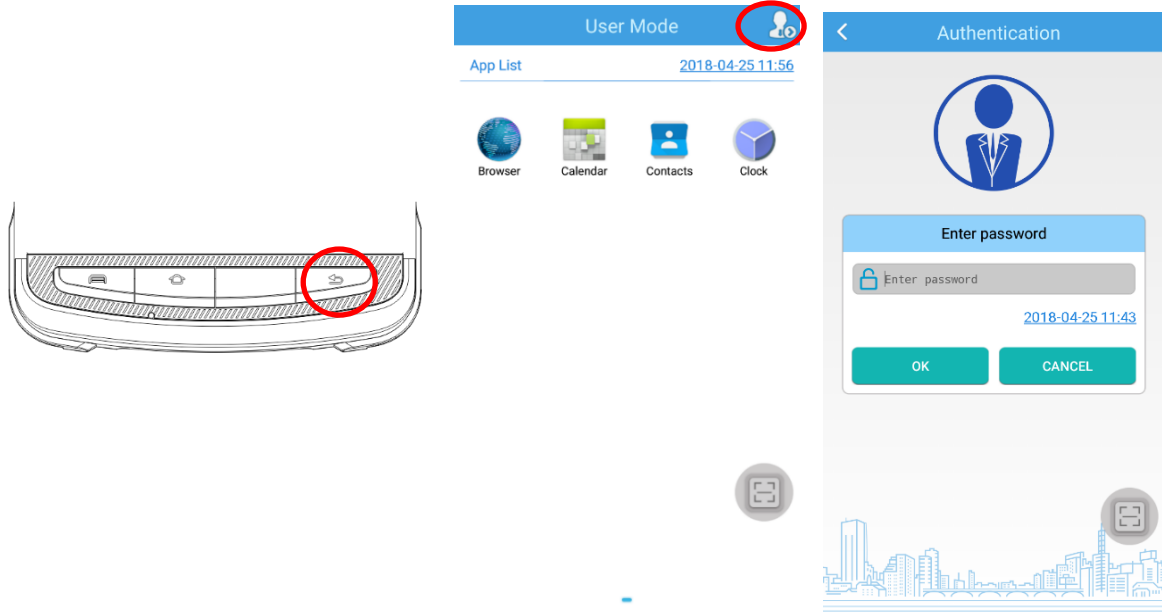 User Mode
App List 2018-04-25 11:56
Browser Calendar Contacts Clock
Authentication
Enter password
Enter password
2018-04-25 11:43
OK CANCEL